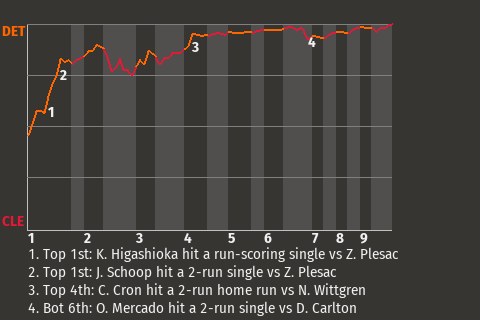 DET
3
4
2
1
CLE
1 2 3 4 5 6 7 8 9
1. Top 1st: K. Higashioka hit a run-scoring single vs Z. Plesac
2. Top 1st: J. Schoop hit a 2-run single vs Z. Plesac
3. Top 4th: C. Cron hit a 2-run home run vs N. Wittgren
4. Bot 6th: O. Mercado hit a 2-run single vs D. Carlton